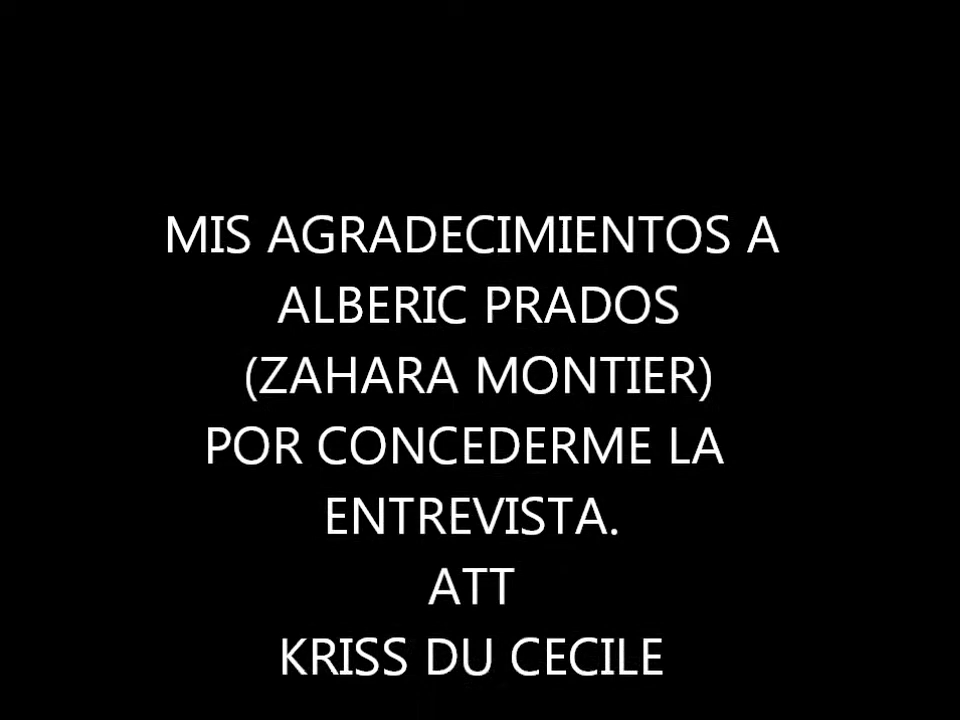 MIS AGRADECIMIENTOS A
ALBERIC PRADOS
(ZAHARA MONTIER)
POR CONCEDERME LA
ENTREVISTA.
ATT
KRISS DU CECILE